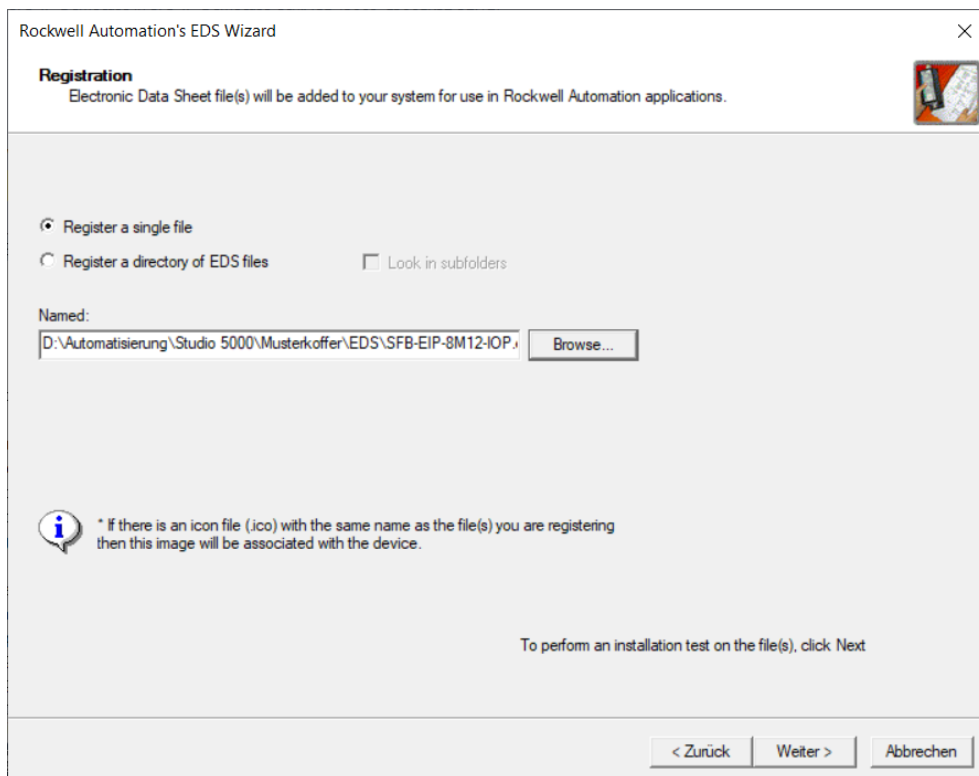 Rockwell Automation's EDS Wizard
Registration
Electronic Data Sheet file(s) will be added to your system for use in Rockwell Automation applications.
Register a single file
Register a directory of EDS files
Look in subfolders
Named:
D:\Automatisierung\Studio 5000\Musterkoffer\EDS\SFB-EIP-8M12-IOP.
Browse...
* If there is an icon file (.ico) with the same name as the file(s) you are registering
then this image will be associated with the device.
To perform an installation test on the file(s), click Next
< Zurück
Weiter >
Abbrechen